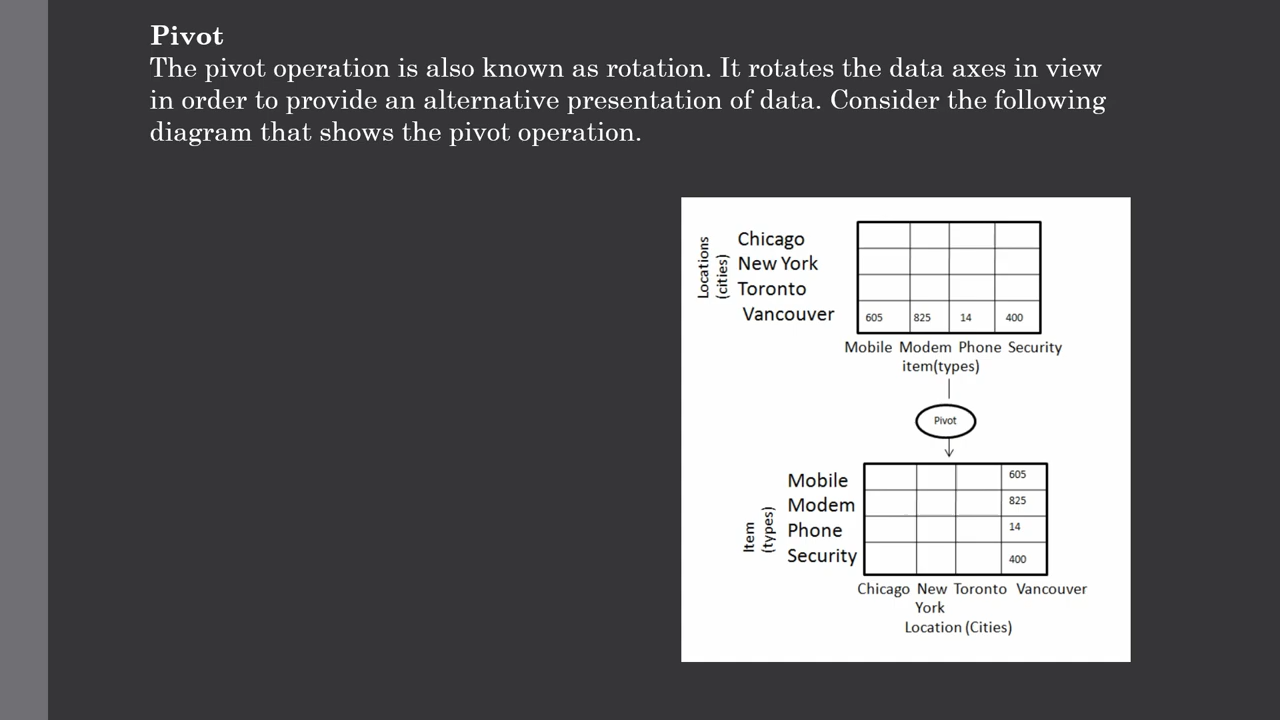 Pivot
The pivot operation is also known as rotation. It rotates the data axes in view
in order to provide an alternative presentation of data. Consider the following
diagram that shows the pivot operation.
Locations
(cities)
Chicago
New York
Toronto
Vancouver
605 825 14 400
Mobile Modem Phone Security
item(types)
Pivot
Item
(types)
Mobile 605
Modem 825
Phone 14
Security 400
Chicago New Toronto Vancouver
York
Location (Cities)